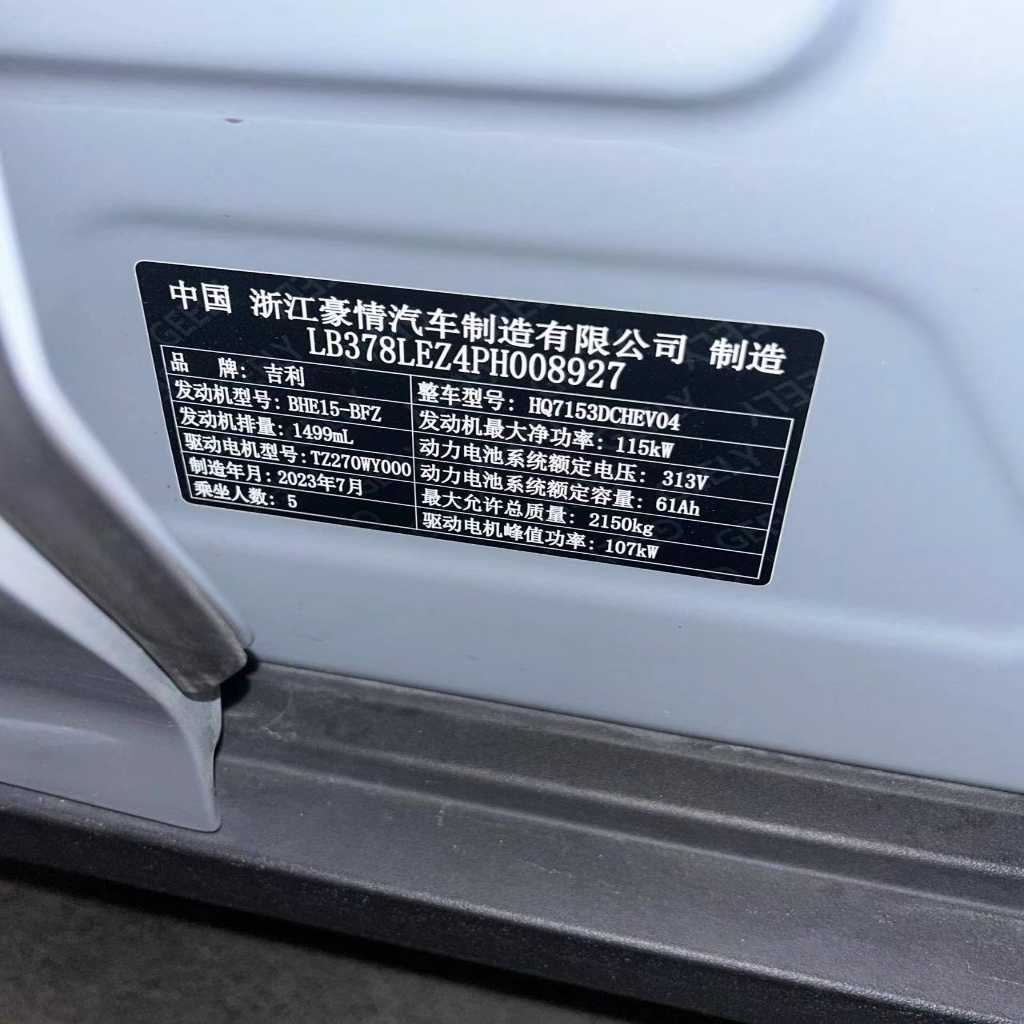 中国 浙江豪情汽车制造有限公司 制造
LB378LEZ4PH008927
品 牌: 吉利
整车型号: HQ7153DCHEV04
发动机型号: BHE15-BFZ
发动机最大净功率: 115kW
发动机排量: 1499mL
动力电池系统额定电压: 313V
驱动电机型号: TZ270WY000
动力电池系统额定容量: 61Ah
制造年月: 2023年7月
最大允许总质量: 2150kg
乘坐人数: 5
驱动电机峰值功率: 107kW